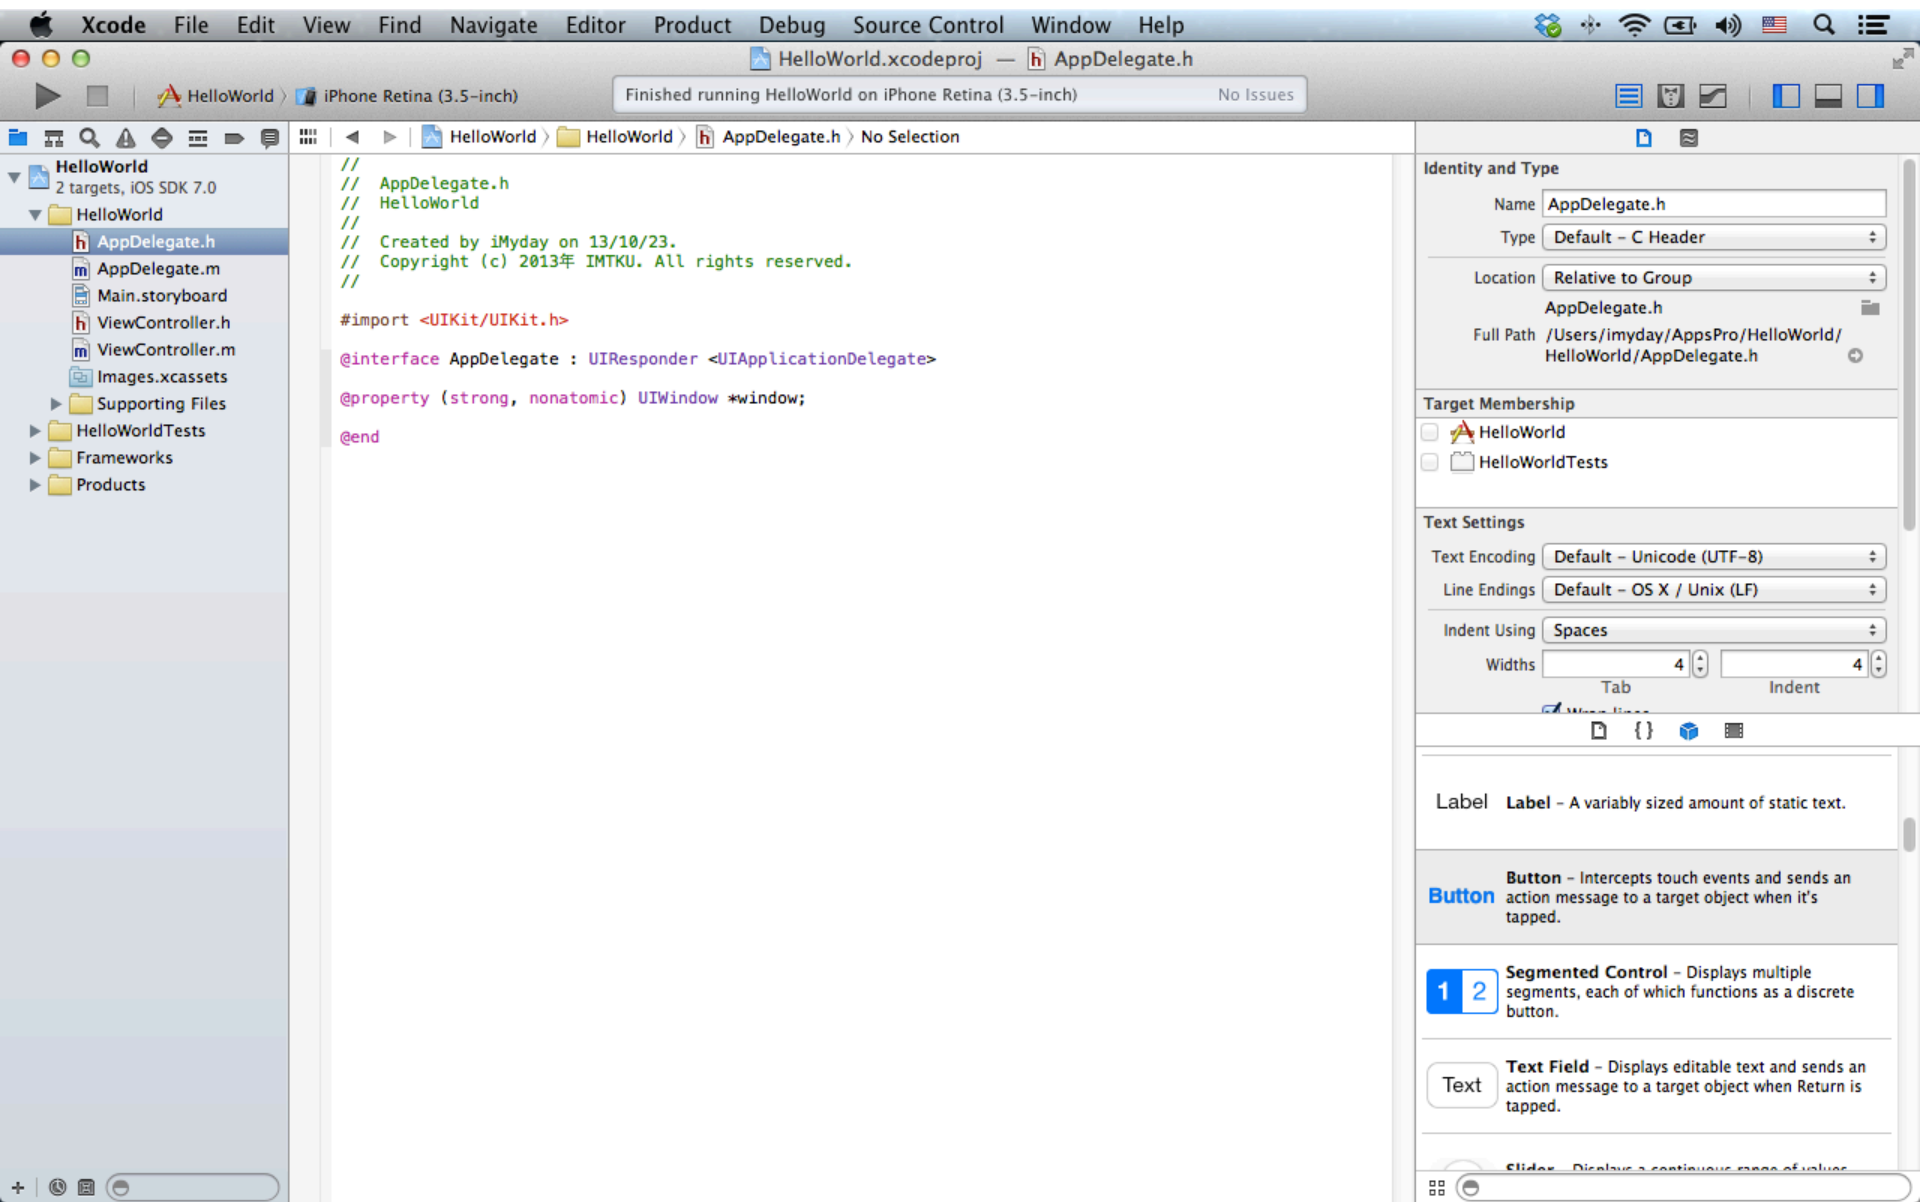 Xcode File Edit View Find Navigate Editor Product Debug Source Control Window Help
HelloWorld.xcodeproj — h AppDelegate.h
HelloWorld iPhone Retina (3.5-inch)
Finished running HelloWorld on iPhone Retina (3.5-inch) No Issues
HelloWorld HelloWorld h AppDelegate.h No Selection
HelloWorld
2 targets, iOS SDK 7.0
HelloWorld
h AppDelegate.h
m AppDelegate.m
Main.storyboard
h ViewController.h
m ViewController.m
Images.xcassets
Supporting Files
HelloWorldTests
Frameworks
Products
//
// AppDelegate.h
// HelloWorld
//
// Created by iMyday on 13/10/23.
// Copyright (c) 2013年 IMTKU. All rights reserved.
//
#import <UIKit/UIKit.h>
@interface AppDelegate : UIResponder <UIApplicationDelegate>
@property (strong, nonatomic) UIWindow *window;
@end
Identity and Type
Name AppDelegate.h
Type Default – C Header
Location Relative to Group
AppDelegate.h
Full Path /Users/imyday/AppsPro/HelloWorld/
HelloWorld/AppDelegate.h
Target Membership
HelloWorld
HelloWorldTests
Text Settings
Text Encoding Default – Unicode (UTF-8)
Line Endings Default – OS X / Unix (LF)
Indent Using Spaces
Widths 4 4
Tab Indent
Wrap lines
{ }
Label Label – A variably sized amount of static text.
Button Button – Intercepts touch events and sends an
action message to a target object when it's
tapped.
1 2 Segmented Control – Displays multiple
segments, each of which functions as a discrete
button.
Text Text Field – Displays editable text and sends an
action message to a target object when Return is
tapped.
Slider – Displays a continuous range of values